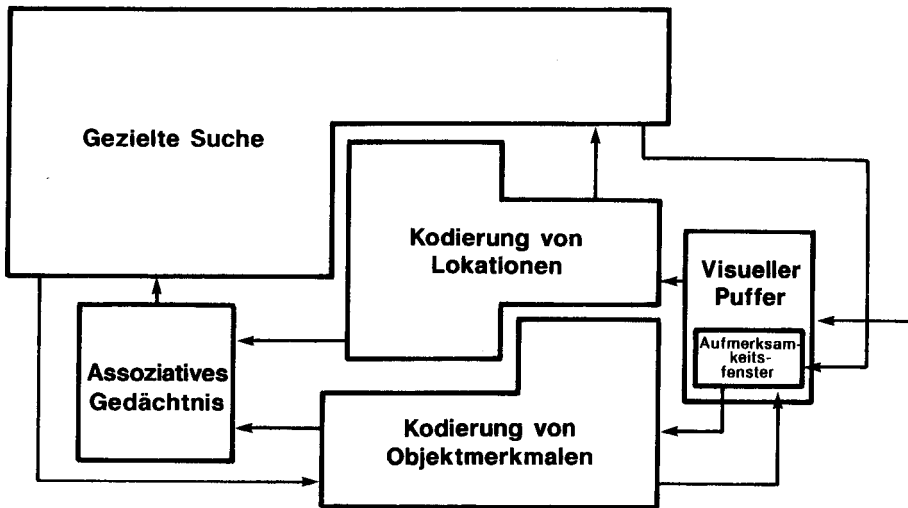 Gezielte Suche
Kodierung von
Lokationen
Visueller
Puffer
Aufmerksam-
keits-
fenster
Assoziatives
Gedächtnis
Kodierung von
Objektmerkmalen